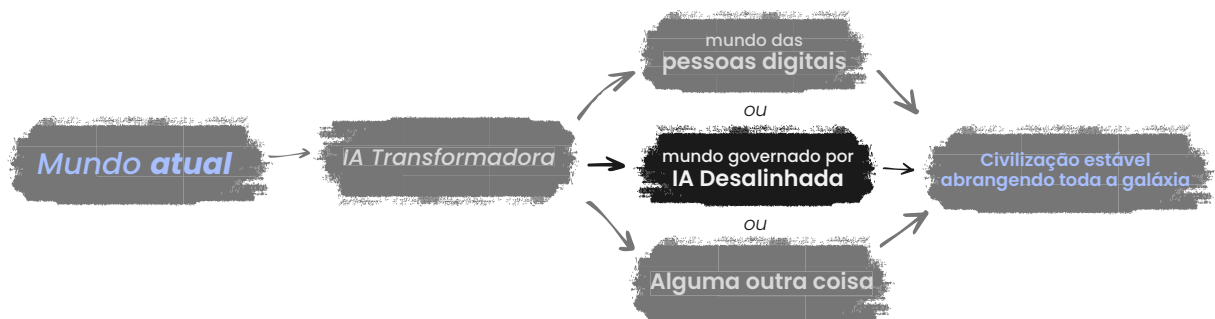 Mundo atual
IA Transformadora
mundo das
pessoas digitais
ou
mundo governado por
IA Desalinhada
ou
Alguma outra coisa
Civilização estável
abrangendo toda a galáxia